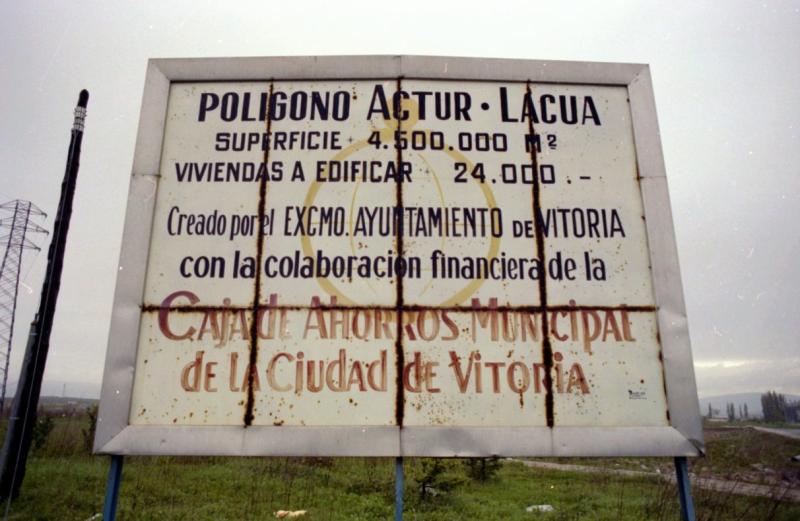 POLIGONO ACTUR · LACUA
SUPERFICIE 4.500.000 M²
VIVIENDAS A EDIFICAR 24.000.-
Creado por el EXCMO. AYUNTAMIENTO DE VITORIA
con la colaboración financiera de la
CAJA DE AHORROS MUNICIPAL
DE LA CIUDAD DE VITORIA